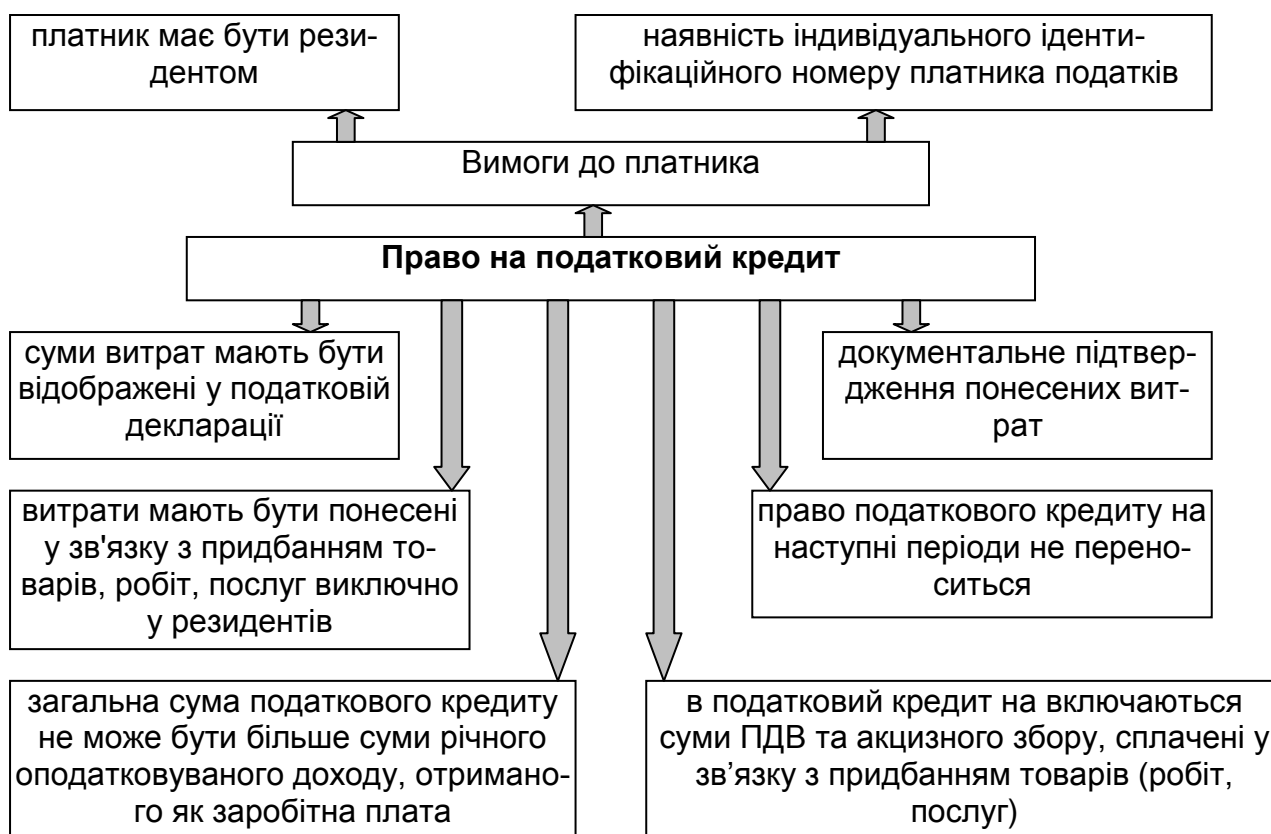 платник має бути рези-
дентом
наявність індивідуального іденти-
фікаційного номеру платника податків
Вимоги до платника
Право на податковий кредит
суми витрат мають бути
відображені у податковій
декларації
документальне підтвер-
дження понесених вит-
рат
витрати мають бути понесені
у зв'язку з придбанням то-
варів, робіт, послуг виключно
у резидентів
право податкового кредиту на
наступні періоди не перено-
ситься
загальна сума податкового кредиту
не може бути більше суми річного
оподатковуваного доходу, отримано-
го як заробітна плата
в податковий кредит на включаються
суми ПДВ та акцизного збору, сплачені у
зв’язку з придбанням товарів (робіт,
послуг)